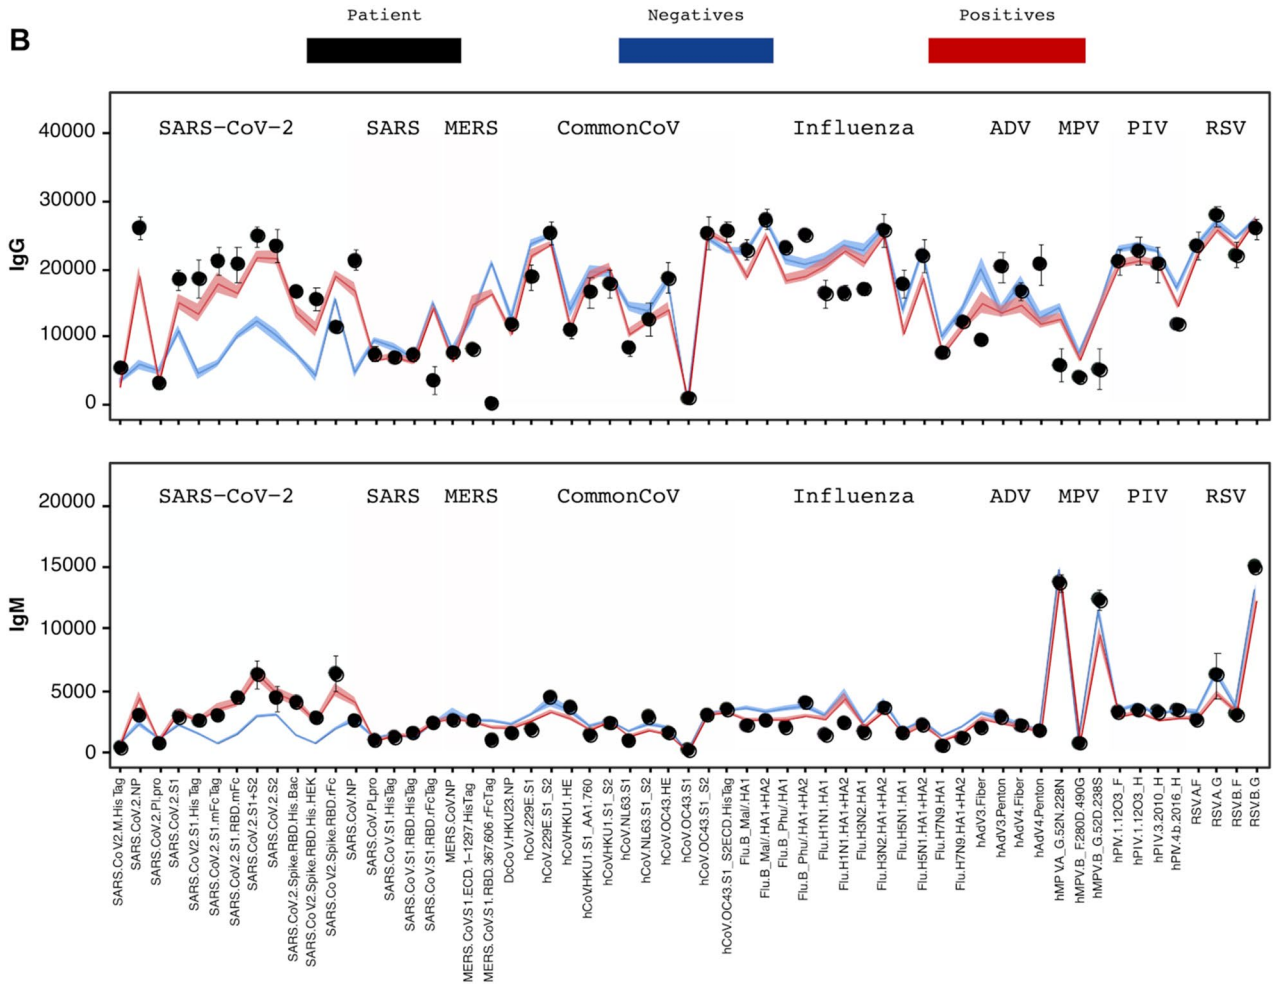 B
Patient Negatives Positives
SARS-CoV-2 SARS MERS CommonCoV Influenza ADV MPV PIV RSV
40000
30000
20000
10000
0
IgG
SARS-CoV-2 SARS MERS CommonCoV Influenza ADV MPV PIV RSV
20000
15000
10000
5000
0
IgM
SARS.CoV2.M.HisTag
SARS.CoV.2.NP
SARS.CoV.2.Pl.pro
SARS.CoV.2.S1
SARS.CoV2.S1.HisTag
SARS.CoV.2.S1.mFcTag
SARS.CoV.2.S1.RBD.mFc
SARS.CoV.2.S1+S2
SARS.CoV.2.S2
SARS.CoV.2.Spike.RBD.His.Bac
SARS.CoV2.Spike.RBD.His.HEK
SARS.CoV2.Spike.RBD.rFc
SARS.CoV.NP
SARS.CoV.PLpro
SARS.CoV.S1.HisTag
SARS.CoV.S1.RBD.HisTag
SARS.CoV.S1.RBD.rFcTag
MERS.CoV.NP
MERS.CoV.S1.ECD.1-1297.HisTag
MERS.CoV.S1.RBD.367.606.rFcTag
DcCoV.HKU23.NP
hCoV.229E.S1
hCoV.229E.S1_S2
hCoVHKU1.HE
hCoVHKU1.S1_AA1.760
hCoVHKU1.S1_S2
hCoV.NL63.S1
hCoV.NL63.S1_S2
hCoV.OC43.HE
hCoV.OC43.S1
hCoV.OC43.S1_S2
hCoV.OC43.S1_S2ECD.HisTag
Flu.B_Mal/.HA1
Flu.B_Mal/.HA1+HA2
Flu.B_Phu/.HA1
Flu.B_Phu/.HA1+HA2
Flu.H1N1.HA1
Flu.H1N1.HA1+HA2
Flu.H3N2.HA1
Flu.H3N2.HA1+HA2
Flu.H5N1.HA1
Flu.H5N1.HA1+HA2
Flu.H7N9.HA1
Flu.H7N9.HA1+HA2
hAdV3.Fiber
hAdV3.Penton
hAdV4.Fiber
hAdV4.Penton
hMPVA_G.52N.228N
hMPV.B_F280D.490G
hMPV.B_G.52D.238S
hPIV.1.12O3_F
hPIV.1.12O3_H
hPIV.3.2O10_H
hPIV.4b.2O16_H
RSV.A.F
RSV.A.G
RSV.B.F
RSV.B.G